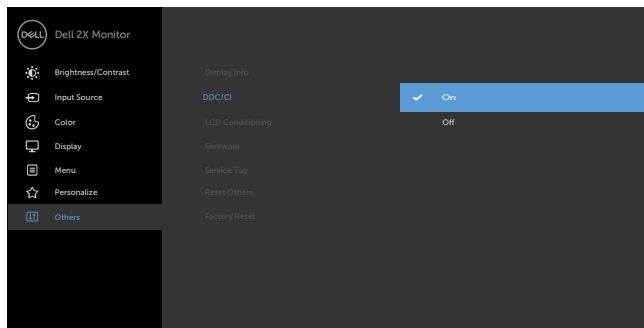 DELL Dell 2X Monitor
Brightness/Contrast
Input Source
Color
Display
Menu
Personalize
Others
Display Info
DDC/CI
LCD Conditioning
Firmware
Service Tag
Reset Others
Factory Reset
On
Off